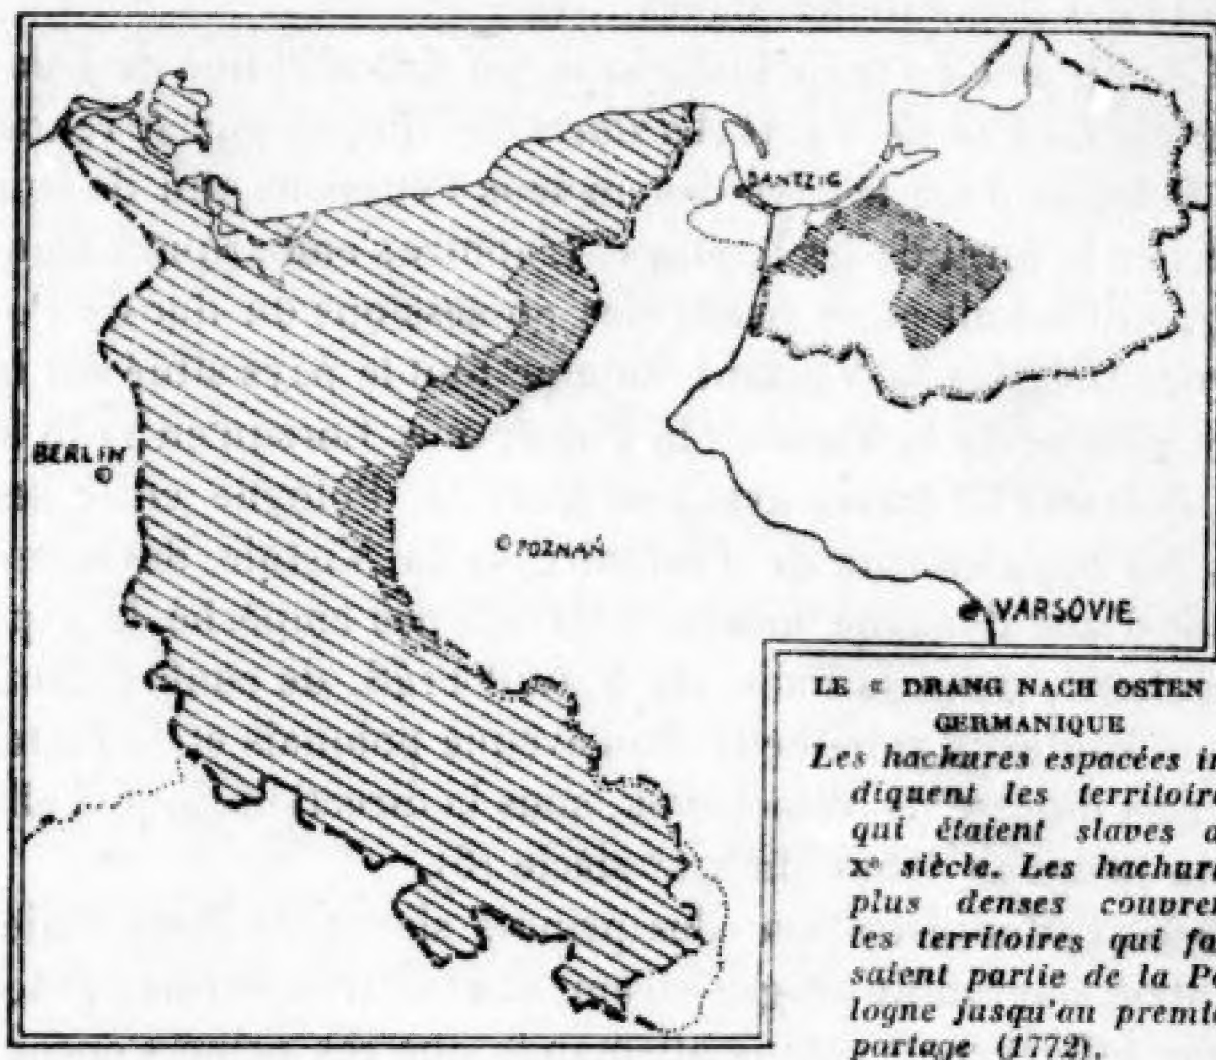 DANTZIG
BERLIN
POZNAŃ
VARSOVIE
LE « DRANG NACH OSTEN
GERMANIQUE
Les hachures espacées in
diquent les territoire
qui étaient slaves a
Xe siècle. Les hachur
plus denses couvrer
les territoires qui fa
saient partie de la Po
logne jusqu'au premie
partage (1772).